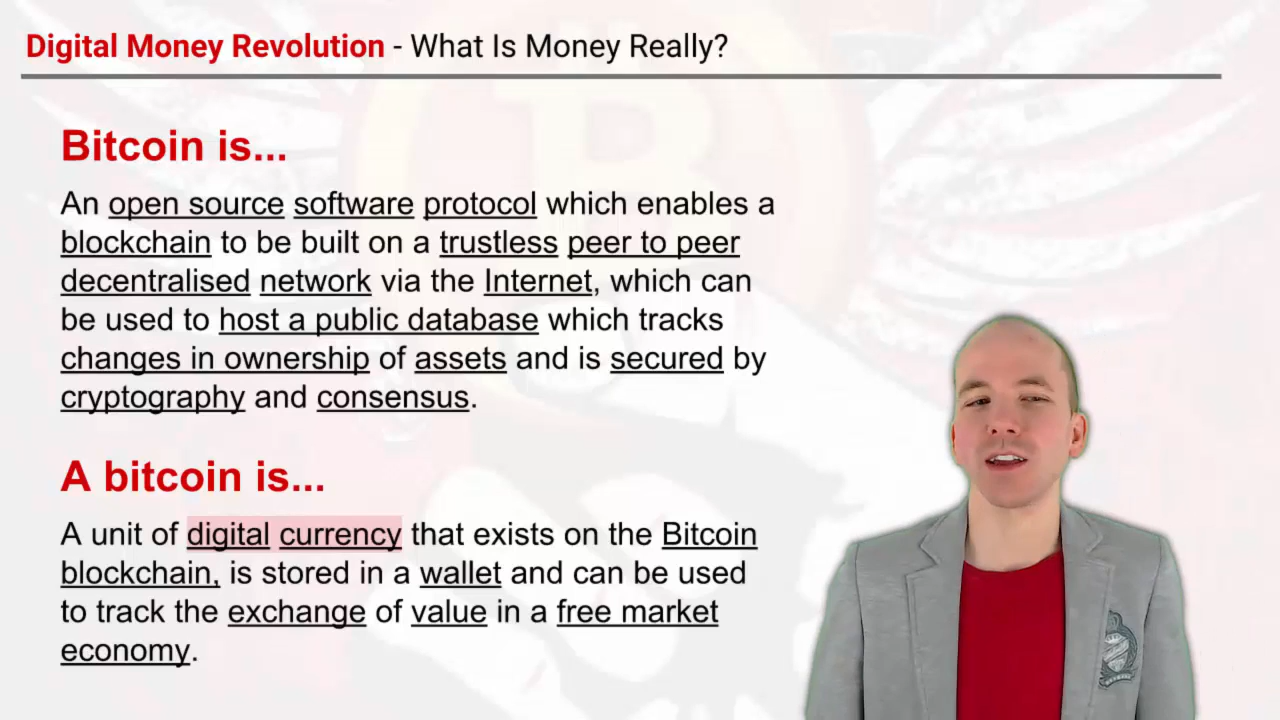 Digital Money Revolution - What Is Money Really?
Bitcoin is...
An open source software protocol which enables a
blockchain to be built on a trustless peer to peer
decentralised network via the Internet, which can
be used to host a public database which tracks
changes in ownership of assets and is secured by
cryptography and consensus.
A bitcoin is...
A unit of digital currency that exists on the Bitcoin
blockchain, is stored in a wallet and can be used
to track the exchange of value in a free market
economy.